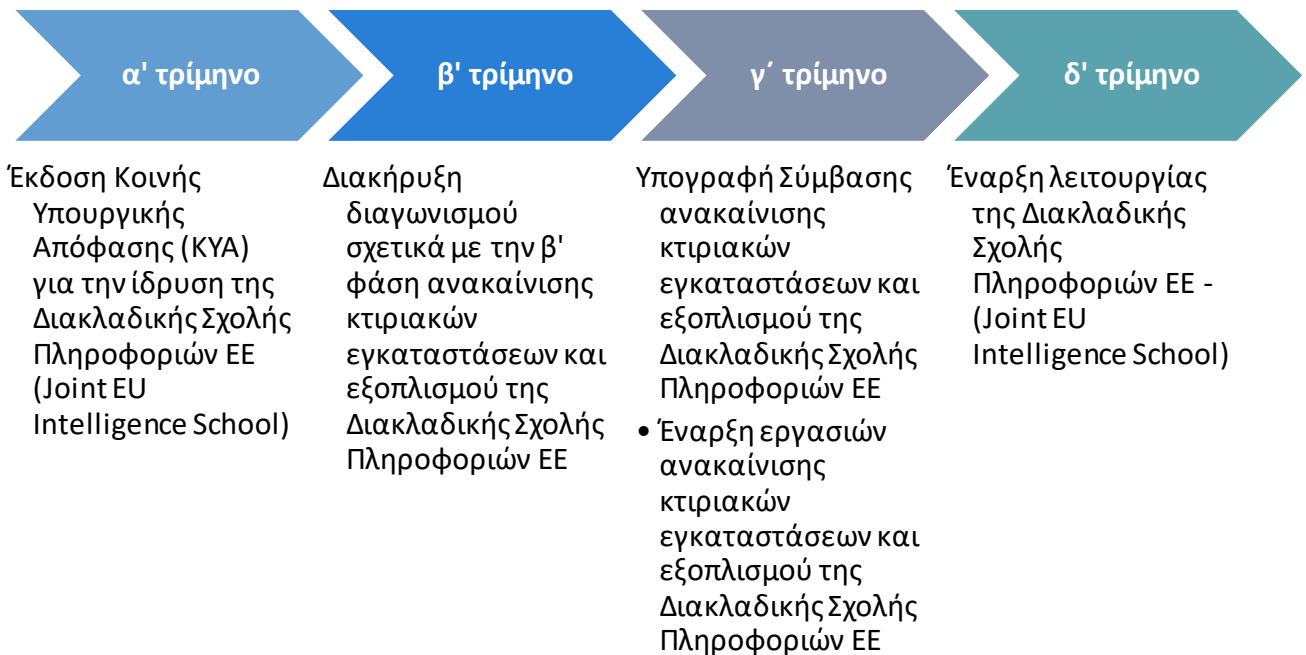 α' τρίμηνο
β' τρίμηνο
γ΄ τρίμηνο
δ' τρίμηνο
Έκδοση Κοινής
Υπουργικής
Απόφασης (ΚΥΑ)
για την ίδρυση της
Διακλαδικής Σχολής
Πληροφοριών ΕΕ
(Joint EU
Intelligence School)
Διακήρυξη
διαγωνισμού
σχετικά με την β'
φάση ανακαίνισης
κτιριακών
εγκαταστάσεων και
εξοπλισμού της
Διακλαδικής Σχολής
Πληροφοριών ΕΕ
Υπογραφή Σύμβασης
ανακαίνισης
κτιριακών
εγκαταστάσεων και
εξοπλισμού της
Διακλαδικής Σχολής
Πληροφοριών ΕΕ
• Έναρξη εργασιών
ανακαίνισης
κτιριακών
εγκαταστάσεων και
εξοπλισμού της
Διακλαδικής Σχολής
Πληροφοριών ΕΕ
Έναρξη λειτουργίας
της Διακλαδικής
Σχολής
Πληροφοριών ΕΕ -
(Joint EU
Intelligence School)